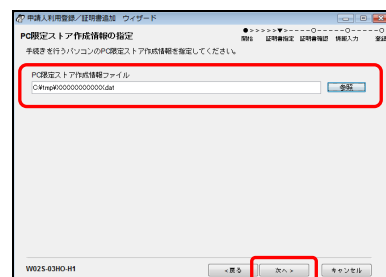 申請人利用登録/証明書追加 ウィザード
PC限定ストア作成情報の指定
●>>>>>▼>-----○-----○-----○
開始 証明書指定 証明書確認 情報入力 登録
手続きを行うパソコンのPC限定ストア作成情報を指定してください。
PC限定ストア作成情報ファイル
参照
W02S-03HO-H1
<戻る 次へ> キャンセル